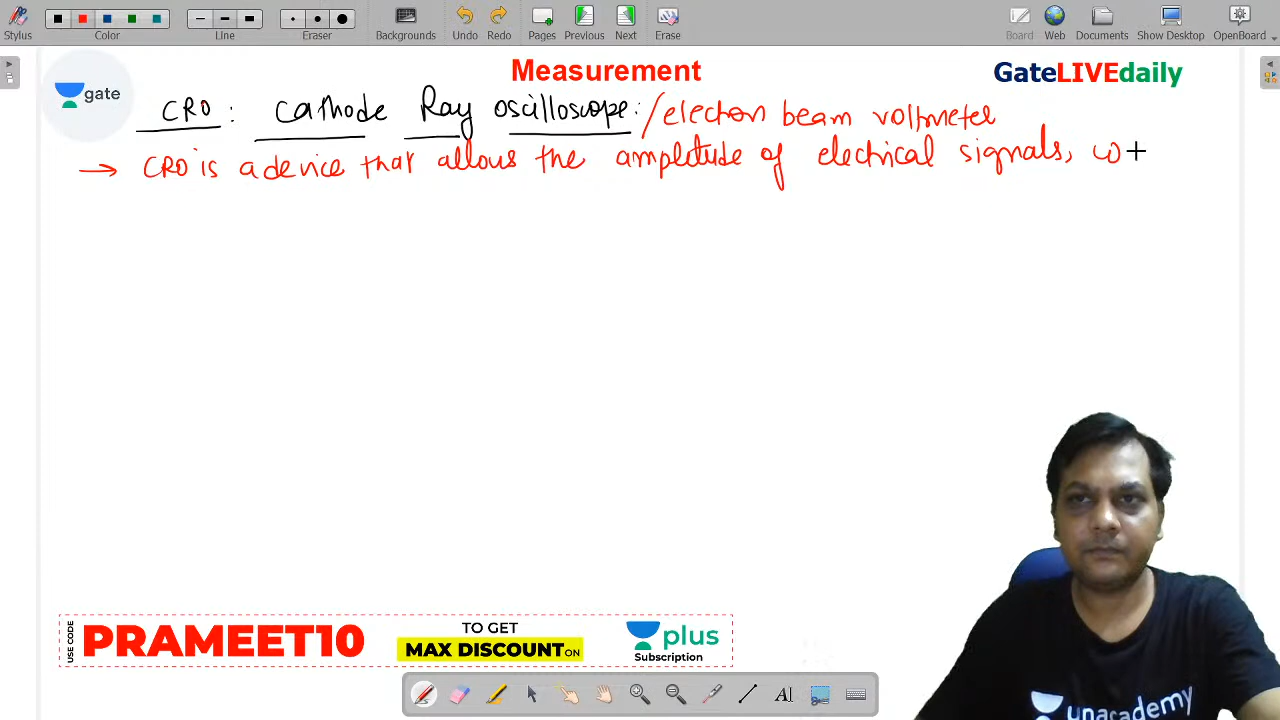 Stylus
Color
Line
Eraser
Backgrounds
Undo
Redo
Pages
Previous
Next
Erase
Board
Web
Documents
Show Desktop
OpenBoard
gate
Measurement
GateLIVEdaily
CRO: Cathode Ray oscilloscope: /electron beam voltmeter
→ CRO is a device that allows the amplitude of electrical signals,
USE CODE
PRAMEET10
TO GET
MAX DISCOUNT ON
plus
Subscription
unacademy